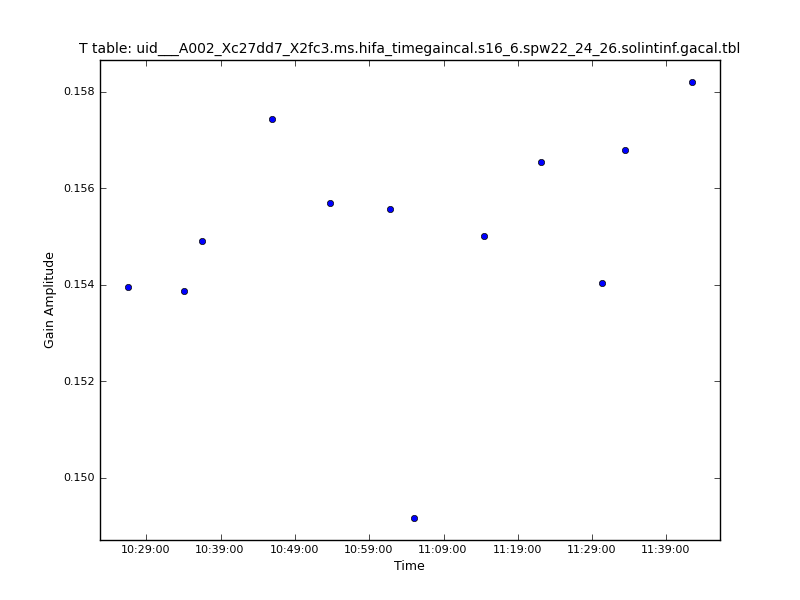 T table: uid___A002_Xc27dd7_X2fc3.ms.hifa_timegaincal.s16_6.spw22_24_26.solintinf.gacal.tbl
0.158
0.156
0.154
0.152
0.150
Gain Amplitude
10:29:00 10:39:00 10:49:00 10:59:00 11:09:00 11:19:00 11:29:00 11:39:00
Time